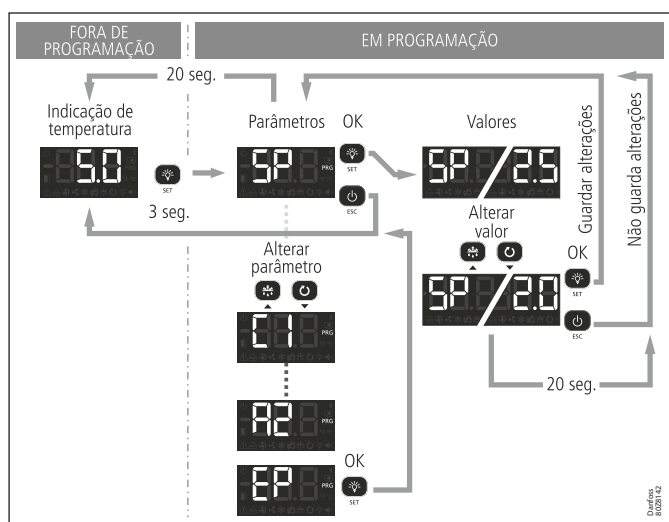 FORA DE
PROGRAMAÇÃO
EM PROGRAMAÇÃO
20 seg.
Indicação de
temperatura
Parâmetros
OK
Valores
5.0
SET
SP
PRG
SET
ESC
SP / 2.5
3 seg.
Alterar
parâmetro
Alterar
valor
OK
SP / 2.0
SET
ESC
Guardar alterações
Não guarda alterações
C1
PRG
20 seg.
A2
PRG
EP
PRG
OK
SET
Danfoss
80Z8142